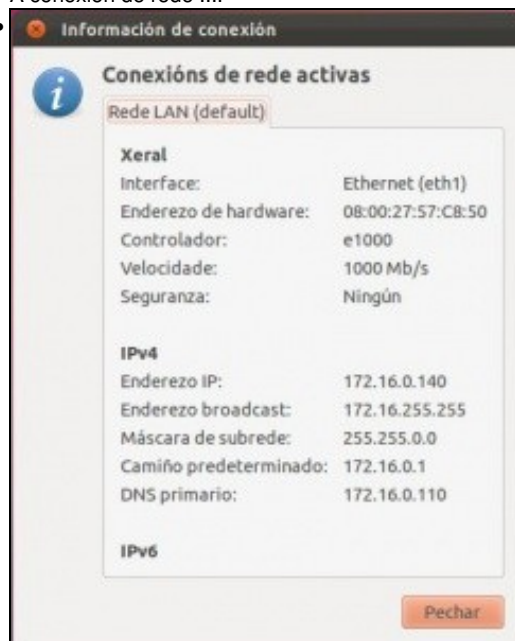 A conexión de rede ....
Información de conexión
Conexións de rede activas
Rede LAN (default)
Xeral
Interface: Ethernet (eth1)
Enderezo de hardware: 08:00:27:57:C8:50
Controlador: e1000
Velocidade: 1000 Mb/s
Seguranza: Ningún
IPv4
Enderezo IP: 172.16.0.140
Enderezo broadcast: 172.16.255.255
Máscara de subrede: 255.255.0.0
Camiño predeterminado: 172.16.0.1
DNS primario: 172.16.0.110
IPv6
Pechar